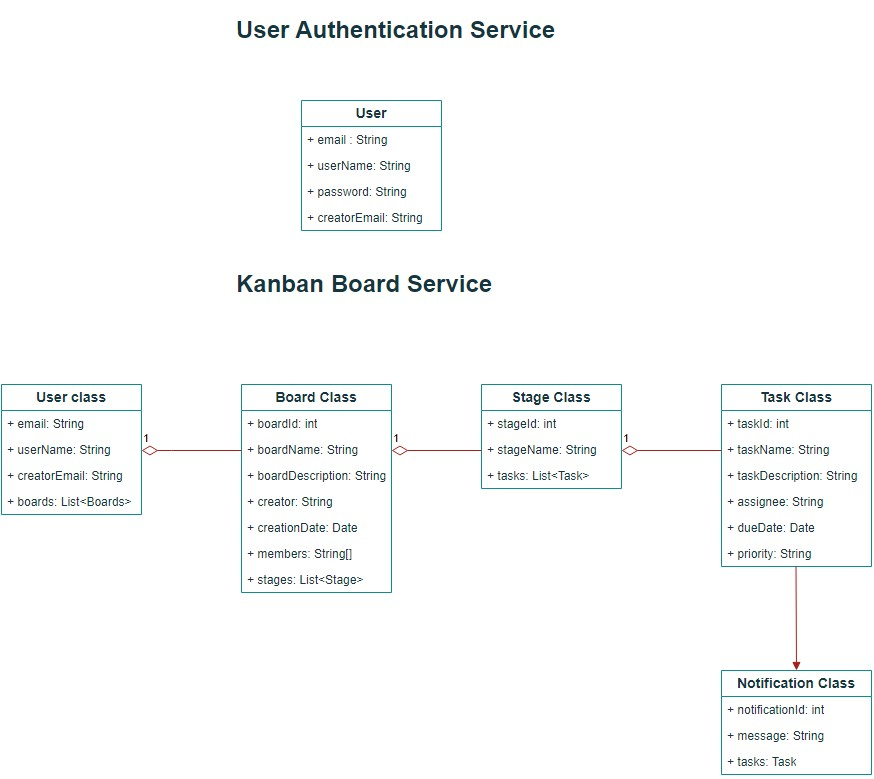 User Authentication Service
User
+ email : String
+ userName: String
+ password: String
+ creatorEmail: String
Kanban Board Service
User class
+ email: String
+ userName: String
+ creatorEmail: String
+ boards: List<Boards>
1
Board Class
+ boardId: int
+ boardName: String
+ boardDescription: String
+ creator: String
+ creationDate: Date
+ members: String[]
+ stages: List<Stage>
1
Stage Class
+ stageId: int
+ stageName: String
+ tasks: List<Task>
1
Task Class
+ taskId: int
+ taskName: String
+ taskDescription: String
+ assignee: String
+ dueDate: Date
+ priority: String
Notification Class
+ notificationId: int
+ message: String
+ tasks: Task